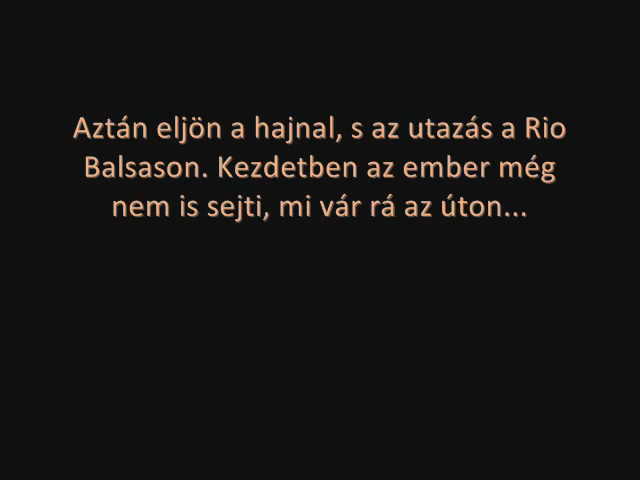 Aztán eljön a hajnal, s az utazás a Rio
Balsason. Kezdetben az ember még
nem is sejti, mi vár rá az úton...